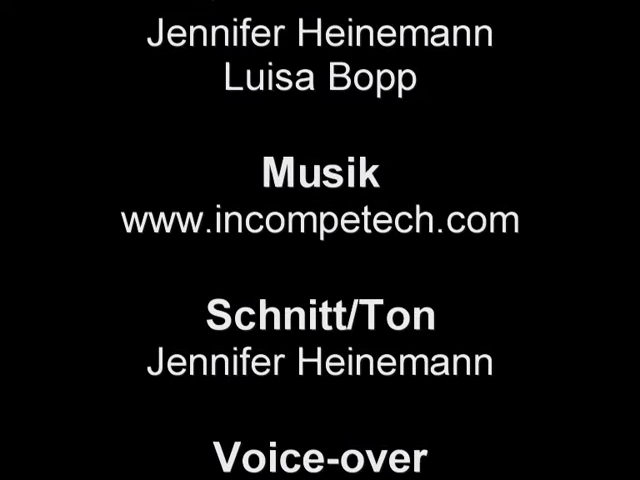 Jennifer Heinemann
Luisa Bopp
Musik
www.incompetech.com
Schnitt/Ton
Jennifer Heinemann
Voice-over